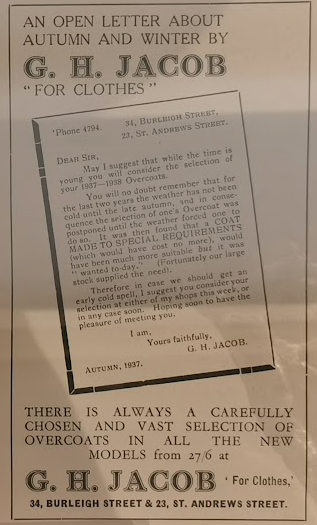 AN OPEN LETTER ABOUT
AUTUMN AND WINTER BY
G. H. JACOB
"FOR CLOTHES"
'Phone 4794.
34, BURLEIGH STREET,
23, ST. ANDREWS STREET.
DEAR SIR,
May I suggest that while the time is
young you will consider the selection of
your 1937—1938 Overcoats.
You will no doubt remember that for
the last two years the weather has not been
cold until the late autumn, and in conse-
quence the selection of one's Overcoat was
postponed until the weather forced one to
do so. It was then found that a COAT
MADE TO SPECIAL REQUIREMENTS
(which would have cost no more), would
have been much more suitable but it was
"wanted to-day." (Fortunately our large
stock supplied the need).
Therefore in case we should get an
early cold spell, I suggest you consider your
selection at either of my shops this week, or
in any case soon. Hoping soon to have the
pleasure of meeting you.
I am,
Yours faithfully,
G. H. JACOB.
AUTUMN, 1937.
THERE IS ALWAYS A CAREFULLY
CHOSEN AND VAST SELECTION OF
OVERCOATS IN ALL THE NEW
MODELS from 27/6 at
G. H. JACOB 'For Clothes,'
34, BURLEIGH STREET & 23, ST. ANDREWS STREET.